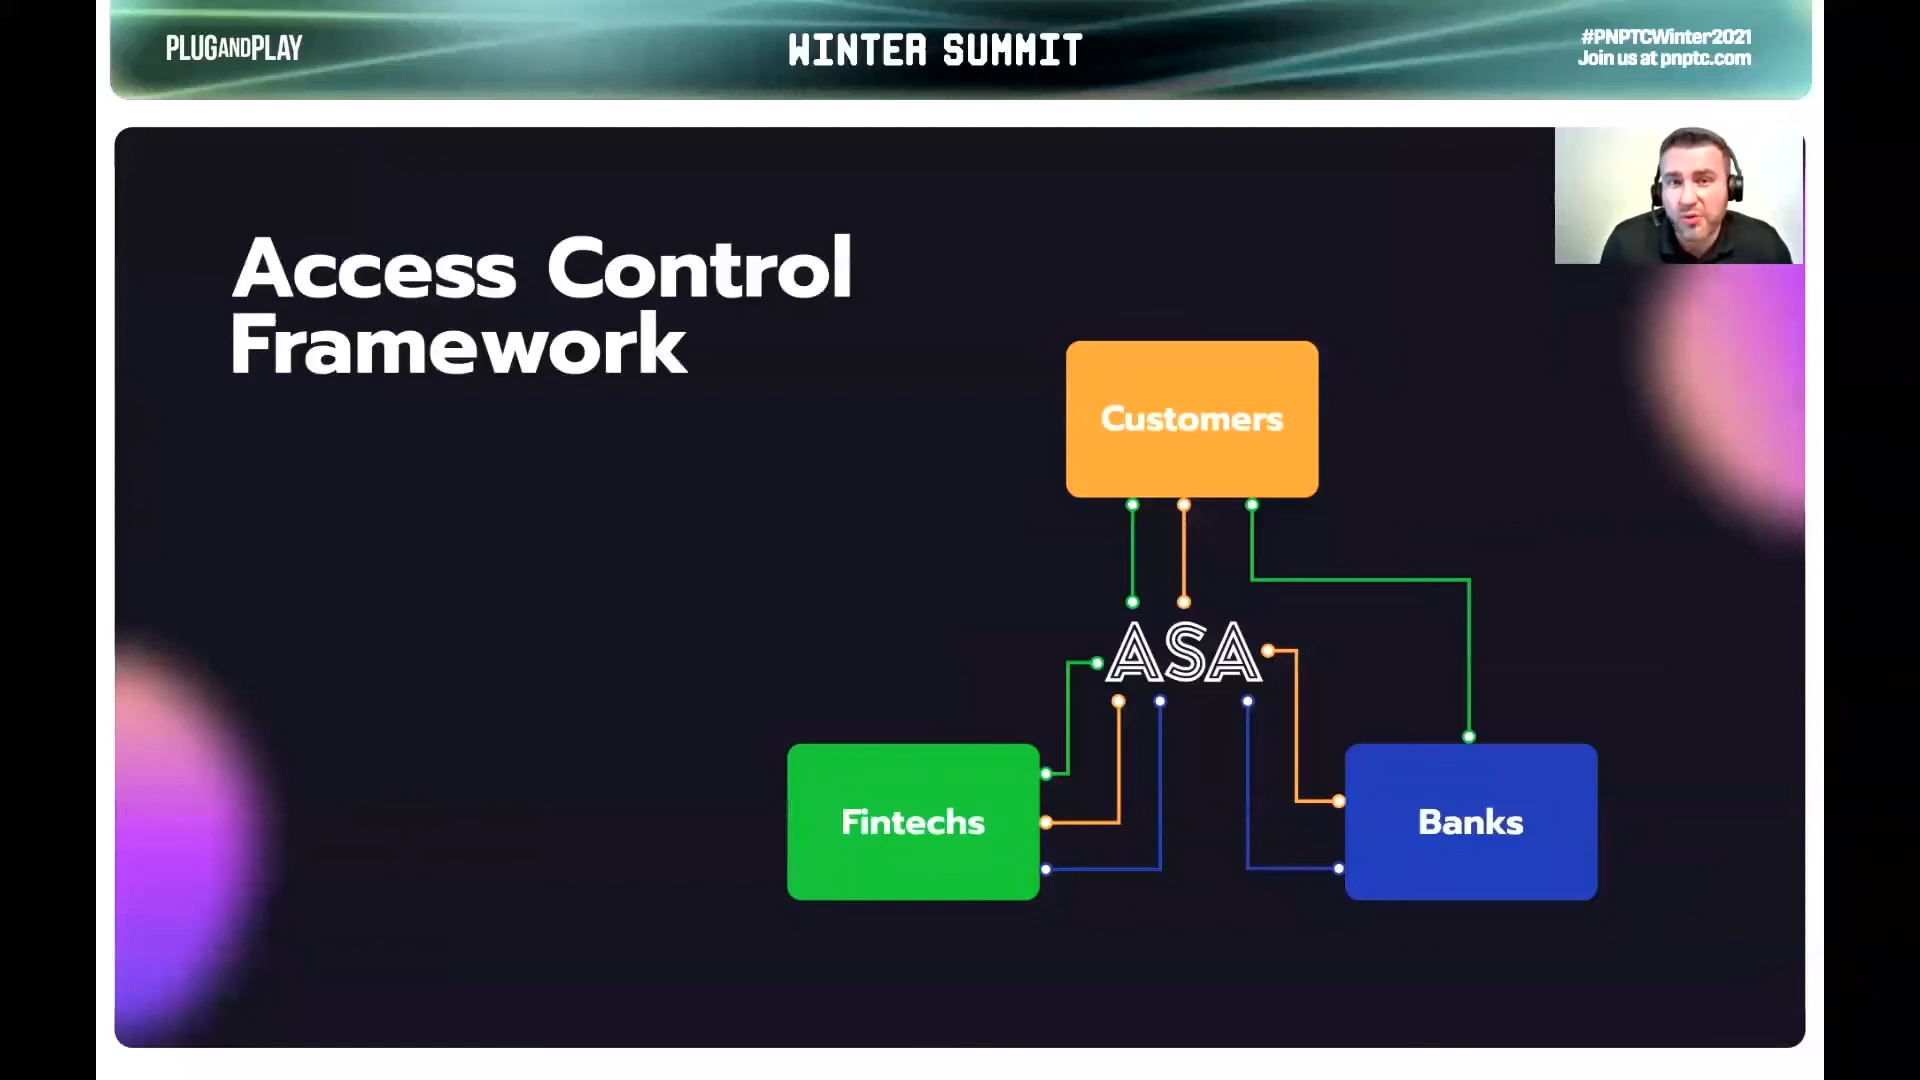 PLUGANDPLAY
WINTER SUMMIT
#PNPTCWinter2021
Join us at pnptc.com
Access Control
Framework
Customers
ASA
Fintechs
Banks